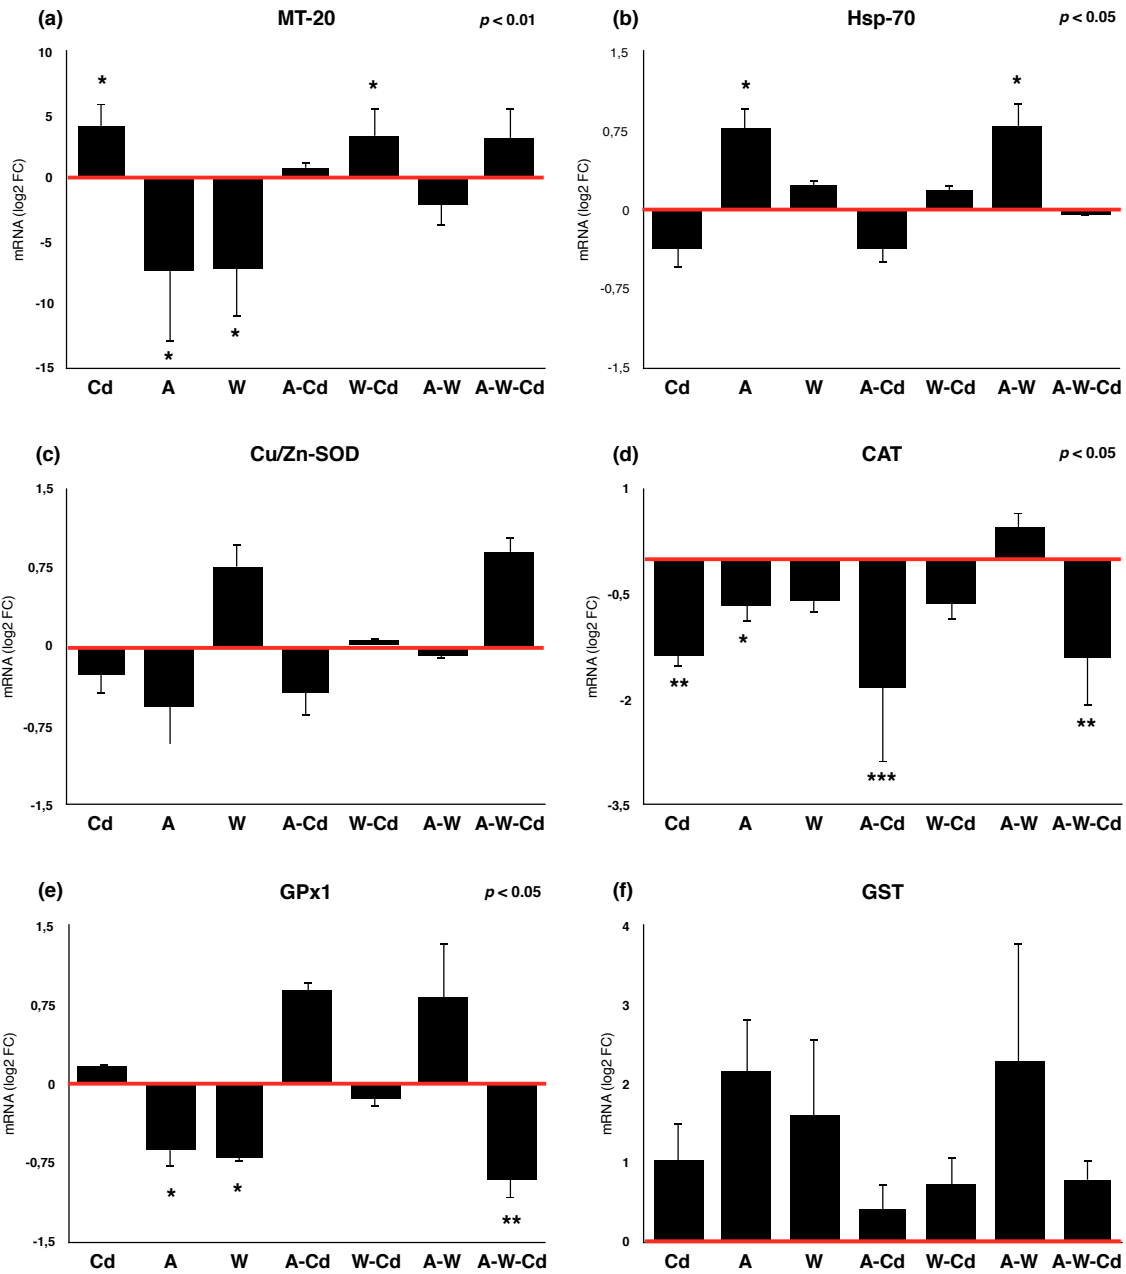 (a) MT-20 p < 0.01
10
5
0
-5
-10
-15
mRNA (log2 FC)
* * * *
Cd A W A-Cd W-Cd A-W A-W-Cd
(b) Hsp-70 p < 0.05
1,5
0,75
0
-0,75
-1,5
mRNA (log2 FC)
* *
Cd A W A-Cd W-Cd A-W A-W-Cd
(c) Cu/Zn-SOD
1,5
0,75
0
-0,75
-1,5
mRNA (log2 FC)
Cd A W A-Cd W-Cd A-W A-W-Cd
(d) CAT p < 0.05
1
-0,5
-2
-3,5
mRNA (log2 FC)
** * *** **
Cd A W A-Cd W-Cd A-W A-W-Cd
(e) GPx1 p < 0.05
1,5
0,75
0
-0,75
-1,5
mRNA (log2 FC)
* * **
Cd A W A-Cd W-Cd A-W A-W-Cd
(f) GST
4
3
2
1
0
mRNA (log2 FC)
Cd A W A-Cd W-Cd A-W A-W-Cd